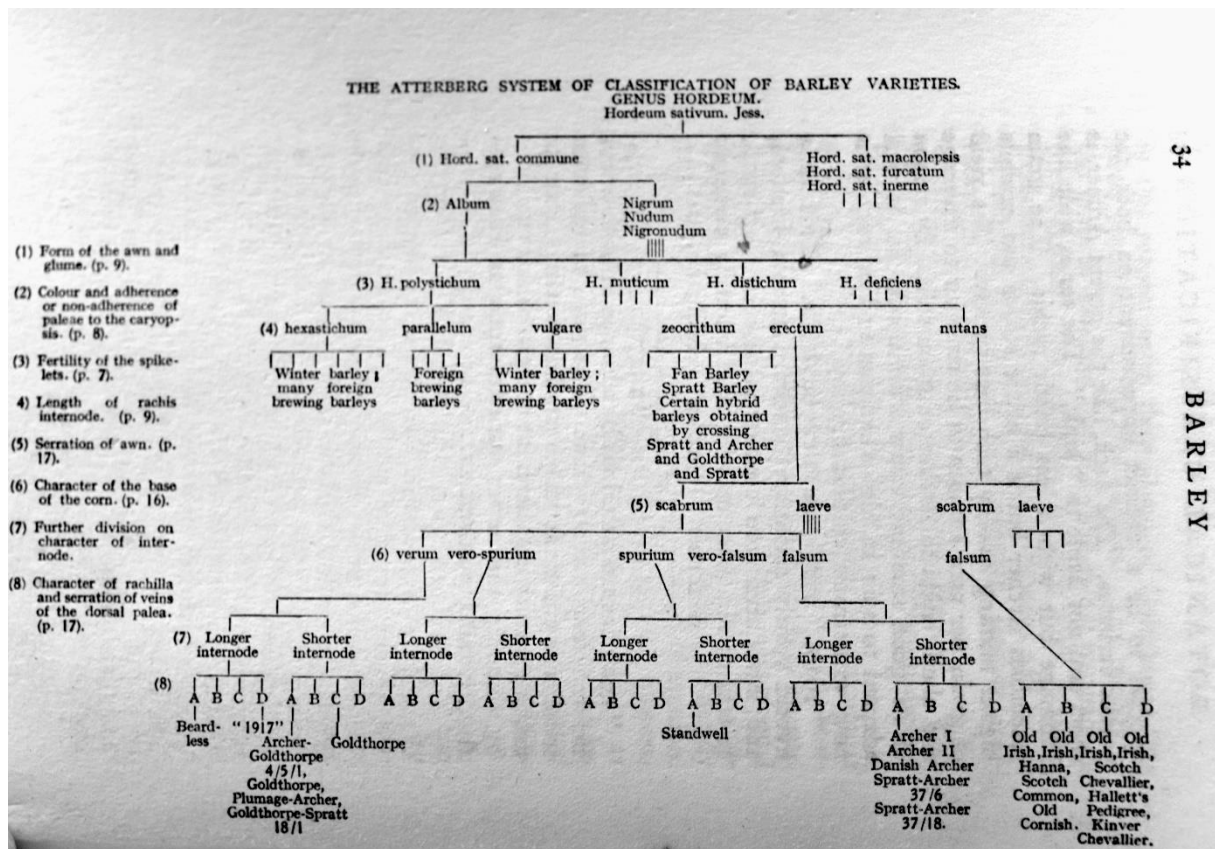 THE ATTERBERG SYSTEM OF CLASSIFICATION OF BARLEY VARIETIES.
GENUS HORDEUM.
Hordeum sativum. Jess.
34
BARLEY
(1) Hord. sat. commune
Hord. sat. macrolepsis
Hord. sat. furcatum
Hord. sat. inerme
(2) Album
Nigrum
Nudum
Nigronudum
(1) Form of the awn and
glume. (p. 9).
(2) Colour and adherence
or non-adherence of
paleae to the caryop-
sis. (p. 8).
(3) Fertility of the spike-
lets. (p. 7).
4) Length of rachis
internode. (p. 9).
(5) Serration of awn. (p.
17).
(6) Character of the base
of the corn. (p. 16).
(7) Further division on
character of inter-
node.
(8) Character of rachilla
and serration of veins
of the dorsal palea.
(p. 17).
(3) H. polystichum H. muticum H. distichum H. deficiens
(4) hexastichum parallelum vulgare zeocrithum erectum nutans
Winter barley ;
many foreign
brewing barleys
Foreign
brewing
barleys
Winter barley ;
many foreign
brewing barleys
Fan Barley
Spratt Barley
Certain hybrid
barleys obtained
by crossing
Spratt and Archer
and Goldthorpe
and Spratt
(5) scabrum laeve scabrum laeve
(6) verum vero-spurium spurium vero-falsum falsum falsum
(7) Longer
internode
Shorter
internode
Longer
internode
Shorter
internode
Longer
internode
Shorter
internode
Longer
internode
Shorter
internode
(8) A B C D A B C D A B C D A B C D A B C D A B C D A B C D A B C D A B C D
Beard-
less
"1917"
Archer-
Goldthorpe
4/5/1,
Goldthorpe,
Plumage-Archer,
Goldthorpe-Spratt
18/1
Goldthorpe
Standwell
Archer I
Archer II
Danish Archer
Spratt-Archer
37/6
Spratt-Archer
37/18.
Old Old Old Old
Irish, Irish, Irish, Irish,
Hanna, Scotch
Scotch Chevallier,
Common, Hallett's
Old Pedigree,
Cornish. Kinver
Chevallier.